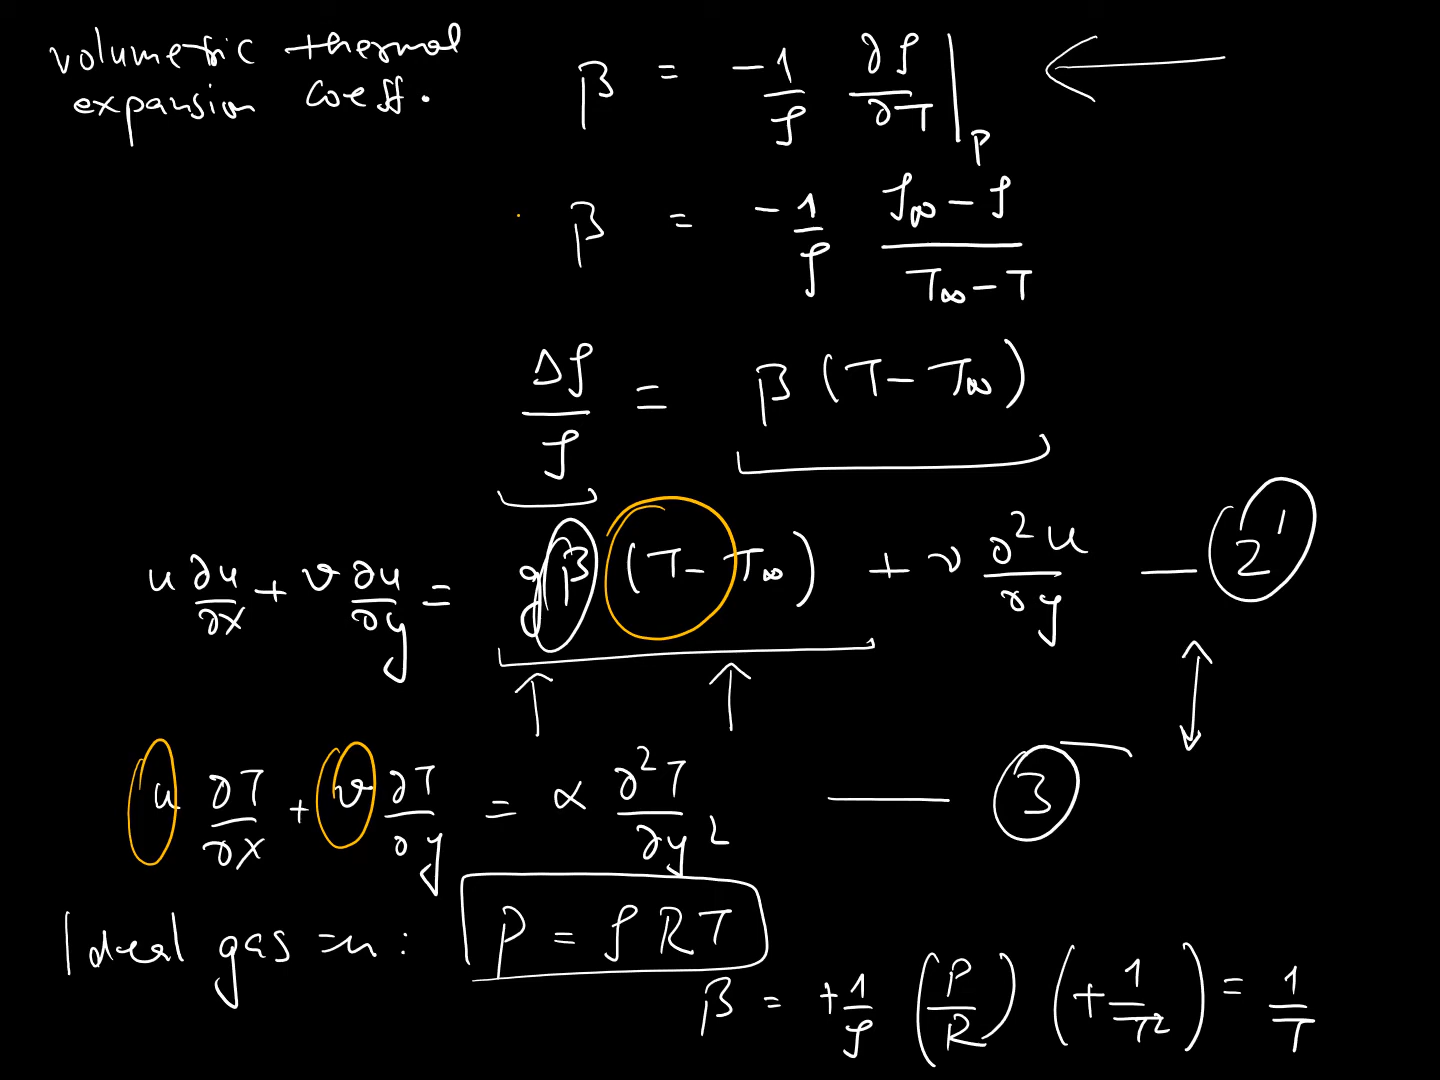 volumetric thermal
expansion coeff.
β = -1/ρ ∂ρ/∂T |P
β = -1/ρ (ρ∞ - ρ)/(T∞ - T)
Δρ/ρ = β (T - T∞)
u ∂u/∂x + v ∂u/∂y = gβ (T - T∞) + ν ∂²u/∂y — 2'
u ∂T/∂x + v ∂T/∂y = α ∂²T/∂y² — 3
Ideal gas =n: P = ρRT
β = +1/ρ (P/R) (+1/T²) = 1/T